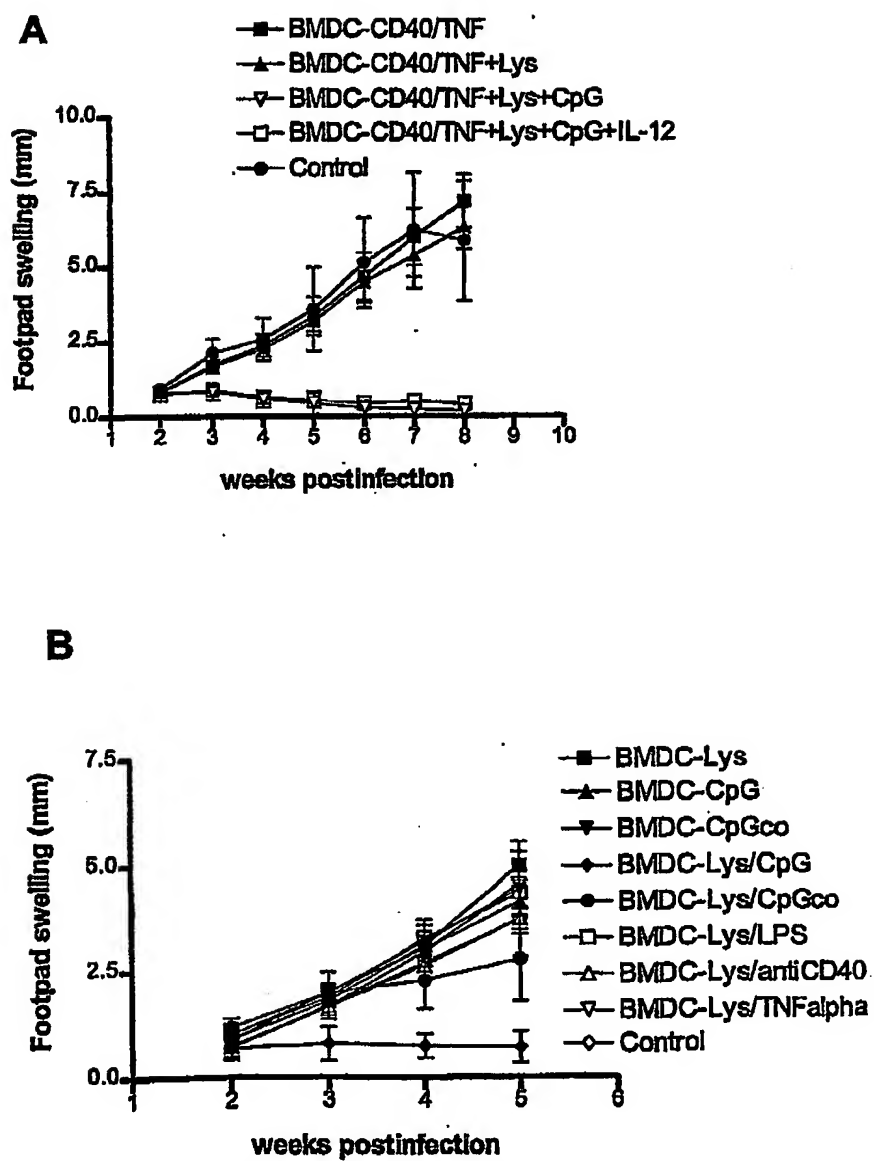 A
BMDC-CD40/TNF
BMDC-CD40/TNF+Lys
BMDC-CD40/TNF+Lys+CpG
BMDC-CD40/TNF+Lys+CpG+IL-12
Control
Footpad swelling (mm)
10.0
7.5
5.0
2.5
0.0
1 2 3 4 5 6 7 8 9 10
weeks postinfection
B
Footpad swelling (mm)
7.5
5.0
2.5
0.0
1 2 3 4 5 6
weeks postinfection
BMDC-Lys
BMDC-CpG
BMDC-CpGco
BMDC-Lys/CpG
BMDC-Lys/CpGco
BMDC-Lys/LPS
BMDC-Lys/antiCD40
BMDC-Lys/TNFalpha
Control